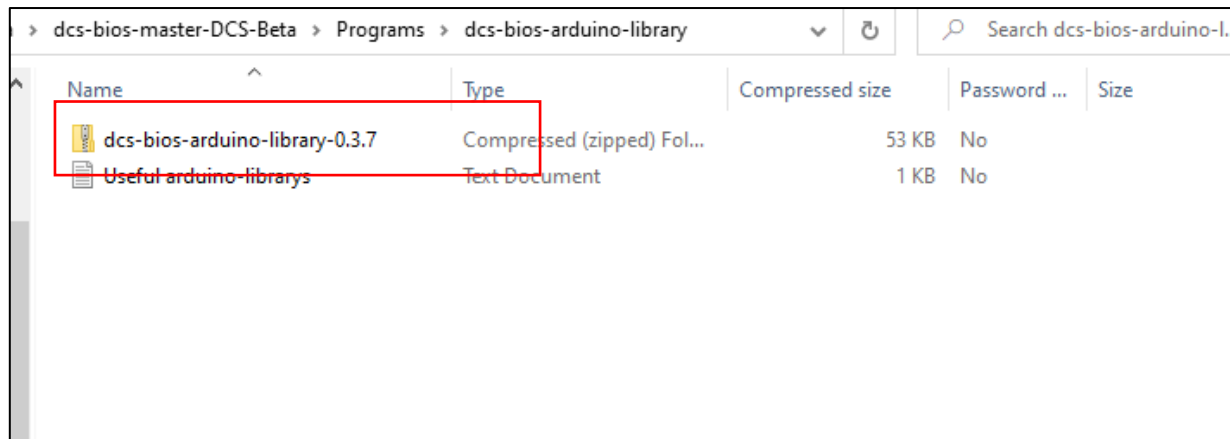 dcs-bios-master-DCS-Beta > Programs > dcs-bios-arduino-library Search dcs-bios-arduino-l...
Name Type Compressed size Password ... Size
dcs-bios-arduino-library-0.3.7 Compressed (zipped) Fol... 53 KB No
Useful arduino-librarys Text Document 1 KB No